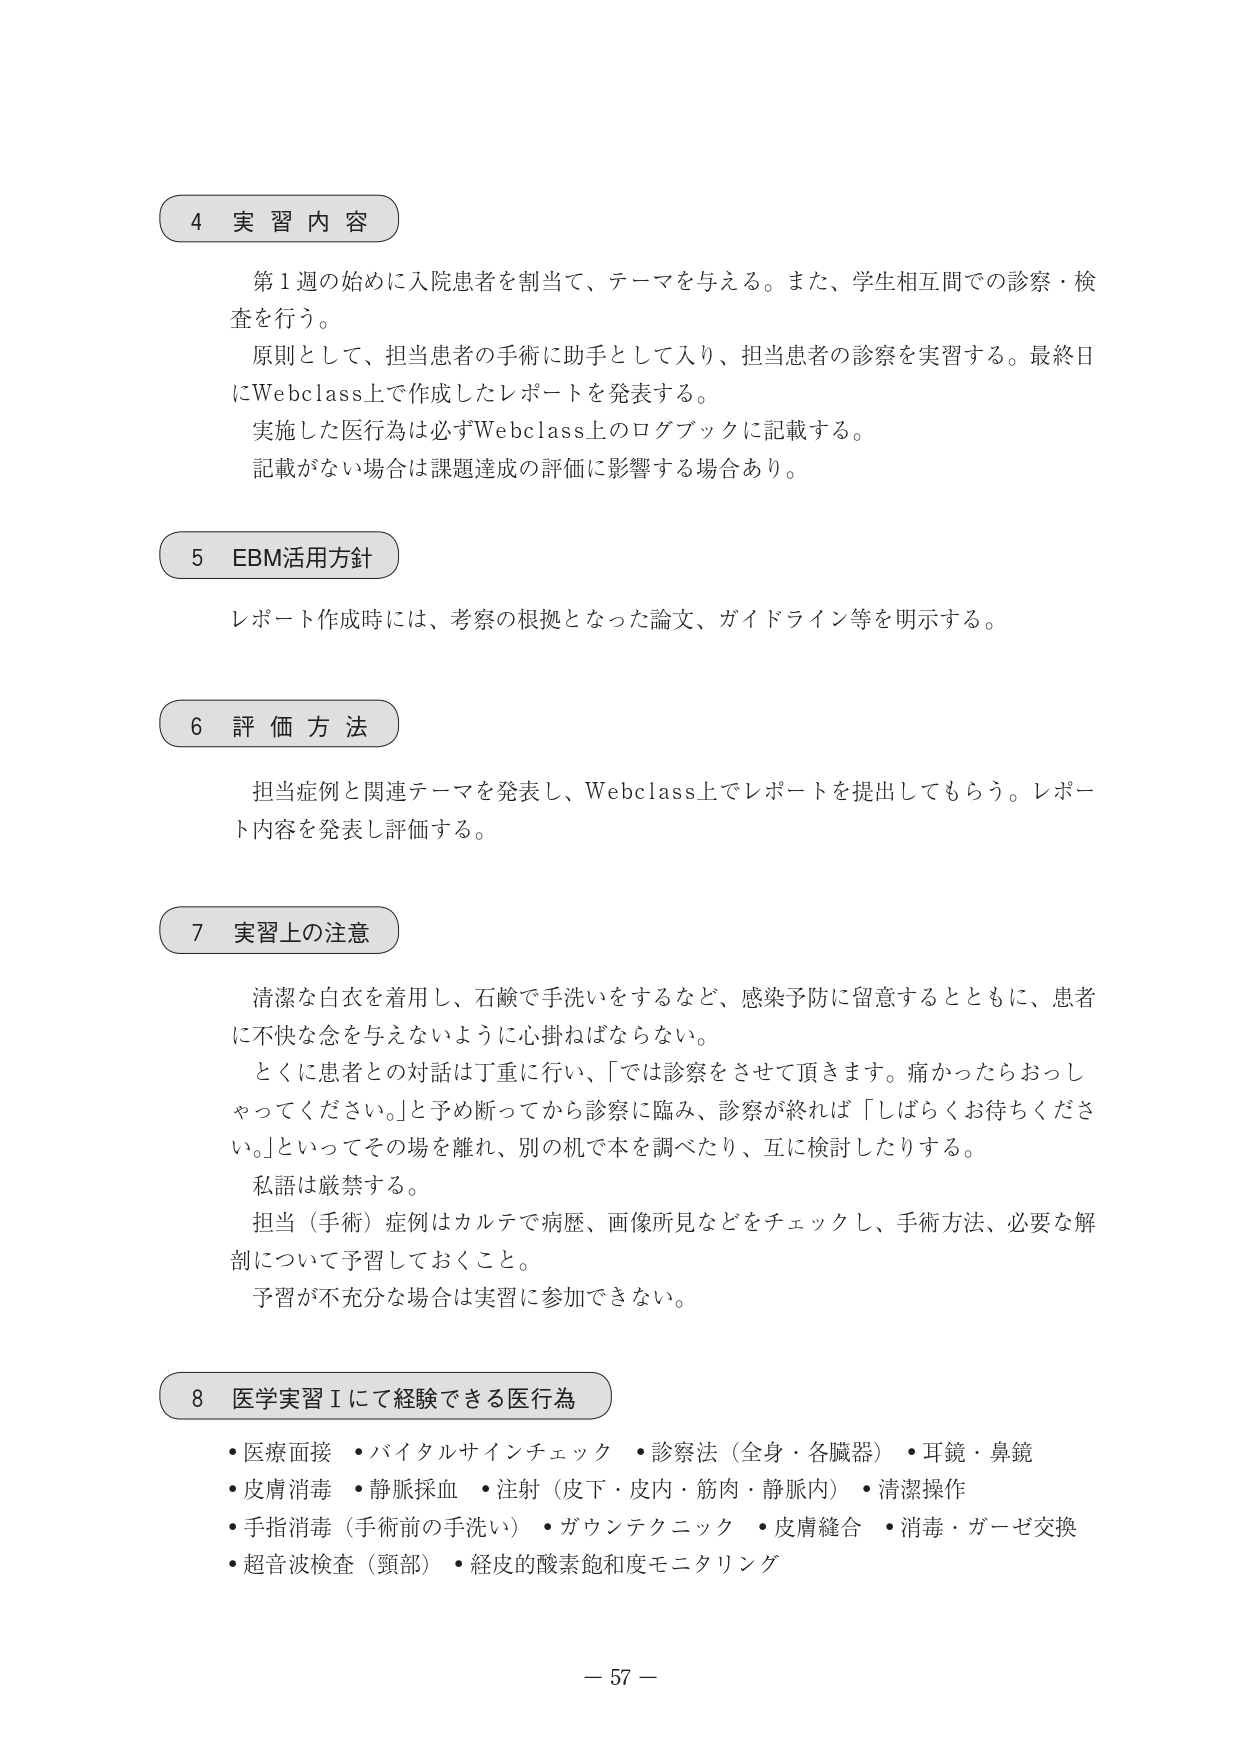 4 実習内容
第1週の始めに入院患者を割当て、テーマを与える。また、学生相互間での診察・検
査を行う。
原則として、担当患者の手術に助手として入り、担当患者の診察を実習する。最終日
にWebclass上で作成したレポートを発表する。
実施した医行為は必ずWebclass上のログブックに記載する。
記載がない場合は課題達成の評価に影響する場合あり。
5 EBM活用方針
レポート作成時には、考察の根拠となった論文、ガイドライン等を明示する。
6 評価方法
担当症例と関連テーマを発表し、Webclass上でレポートを提出してもらう。レポー
ト内容を発表し評価する。
7 実習上の注意
清潔な白衣を着用し、石鹸で手洗いをするなど、感染予防に留意するとともに、患者
に不快な念を与えないように心掛ねばならない。
とくに患者との対話は丁重に行い、「では診察をさせて頂きます。痛かったらおっし
ゃってください。」と予め断ってから診察に臨み、診察が終れば「しばらくお待ちくださ
い。」といってその場を離れ、別の机で本を調べたり、互に検討したりする。
私語は厳禁する。
担当（手術）症例はカルテで病歴、画像所見などをチェックし、手術方法、必要な解
剖について予習しておくこと。
予習が不充分な場合は実習に参加できない。
8 医学実習Ⅰにて経験できる医行為
•医療面接 •バイタルサインチェック •診察法（全身・各臓器） •耳鏡・鼻鏡
•皮膚消毒 •静脈採血 •注射（皮下・皮内・筋肉・静脈内） •清潔操作
•手指消毒（手術前の手洗い） •ガウンテクニック •皮膚縫合 •消毒・ガーゼ交換
•超音波検査（頸部） •経皮的酸素飽和度モニタリング
― 57 ―